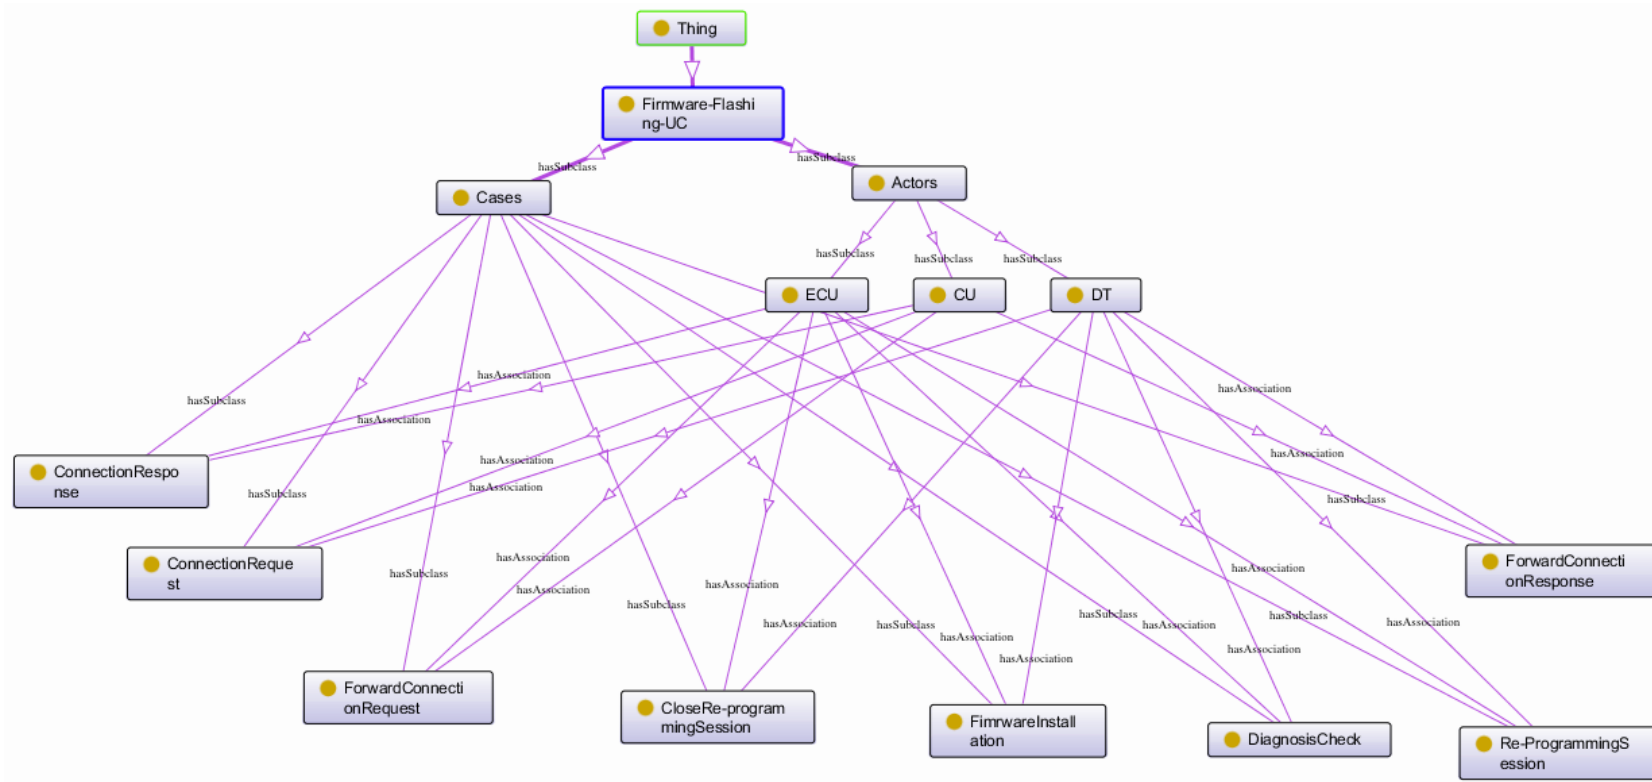 Thing
Firmware-Flashi
ng-UC
hasSubclass
hasSubclass
Cases
Actors
hasSubclass
hasSubclass
hasSubclass
ECU
CU
DT
hasAssociation
hasAssociation
hasSubclass
hasAssociation
hasAssociation
hasAssociation
ConnectionRespo
nse
hasAssociation
hasSubclass
hasSubclass
ConnectionReque
st
hasAssociation
ForwardConnecti
onResponse
hasSubclass
hasAssociation
hasAssociation
hasAssociation
hasSubclass
hasAssociation
hasSubclass
hasAssociation
hasSubclass
hasAssociation
hasSubclass
hasAssociation
hasAssociation
hasAssociation
hasAssociation
ForwardConnecti
onRequest
CloseRe-program
mingSession
FimrwareInstall
ation
DiagnosisCheck
Re-ProgrammingS
ession